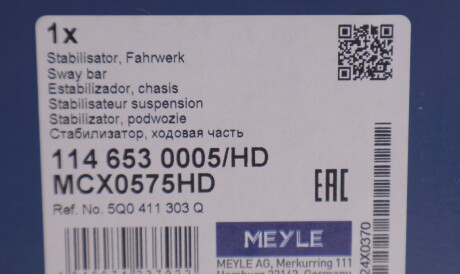 1x
Stabilisator, Fahrwerk
Sway bar
Estabilizador, chasis
Stabilisateur suspension
Stabilizator, podwozie
Стабилизатор, ходовая часть
114 653 0005/HD
MCX0575HD
EAC
Ref. No. 5Q0 411 303 Q
MEYLE
MEYLE AG, Merkurring 111
24X0370